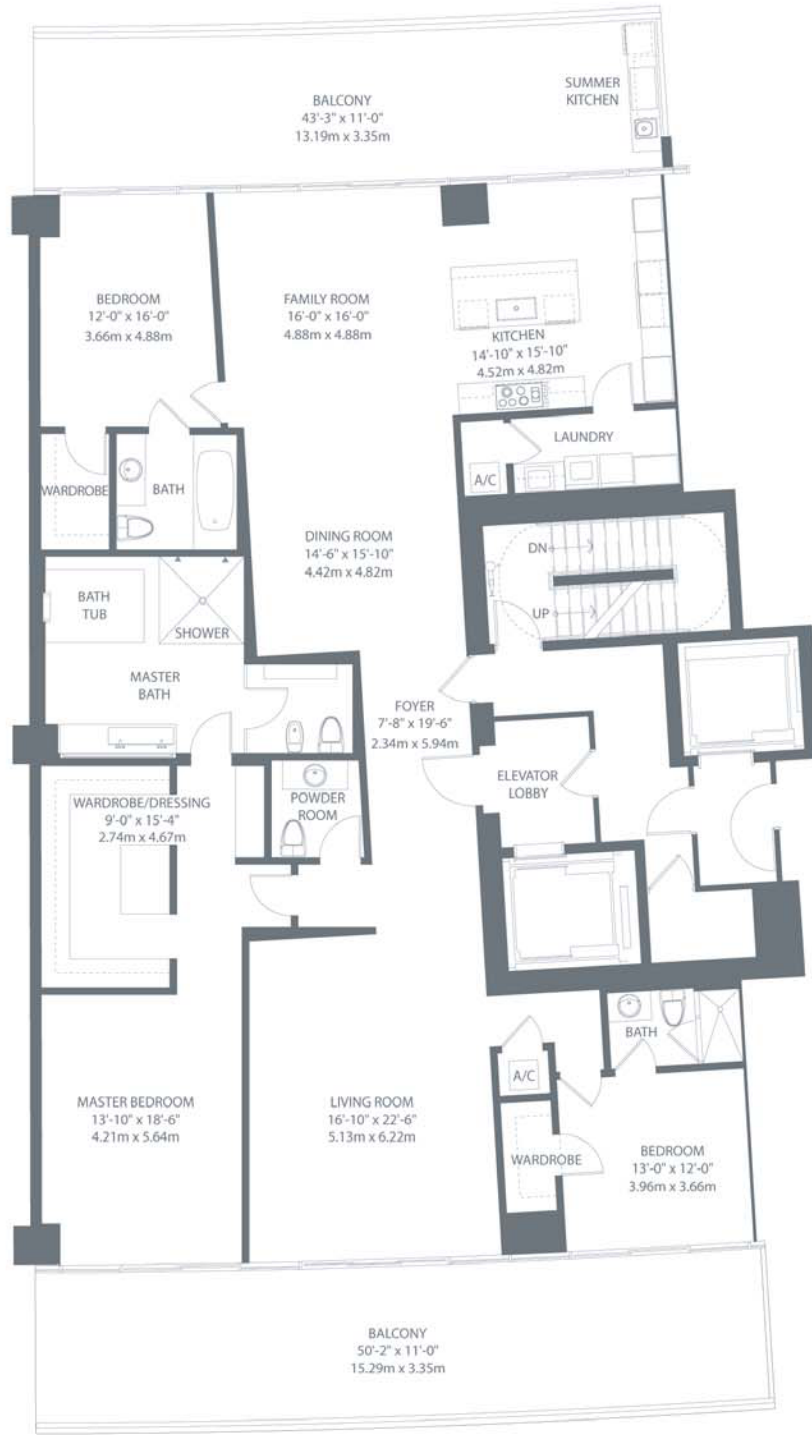 BALCONY
43'-3" x 11'-0"
13.19m x 3.35m
SUMMER
KITCHEN
BEDROOM
12'-0" x 16'-0"
3.66m x 4.88m
FAMILY ROOM
16'-0" x 16'-0"
4.88m x 4.88m
KITCHEN
14'-10" x 15'-10"
4.52m x 4.82m
WARDROBE
BATH
A/C
LAUNDRY
DINING ROOM
14'-6" x 15'-10"
4.42m x 4.82m
DN
UP
BATH
TUB
SHOWER
MASTER
BATH
FOYER
7'-8" x 19'-6"
2.34m x 5.94m
ELEVATOR
LOBBY
WARDROBE/DRESSING
9'-0" x 15'-4"
2.74m x 4.67m
POWDER
ROOM
BATH
A/C
MASTER BEDROOM
13'-10" x 18'-6"
4.21m x 5.64m
LIVING ROOM
16'-10" x 22'-6"
5.13m x 6.22m
WARDROBE
BEDROOM
13'-0" x 12'-0"
3.96m x 3.66m
BALCONY
50'-2" x 11'-0"
15.29m x 3.35m